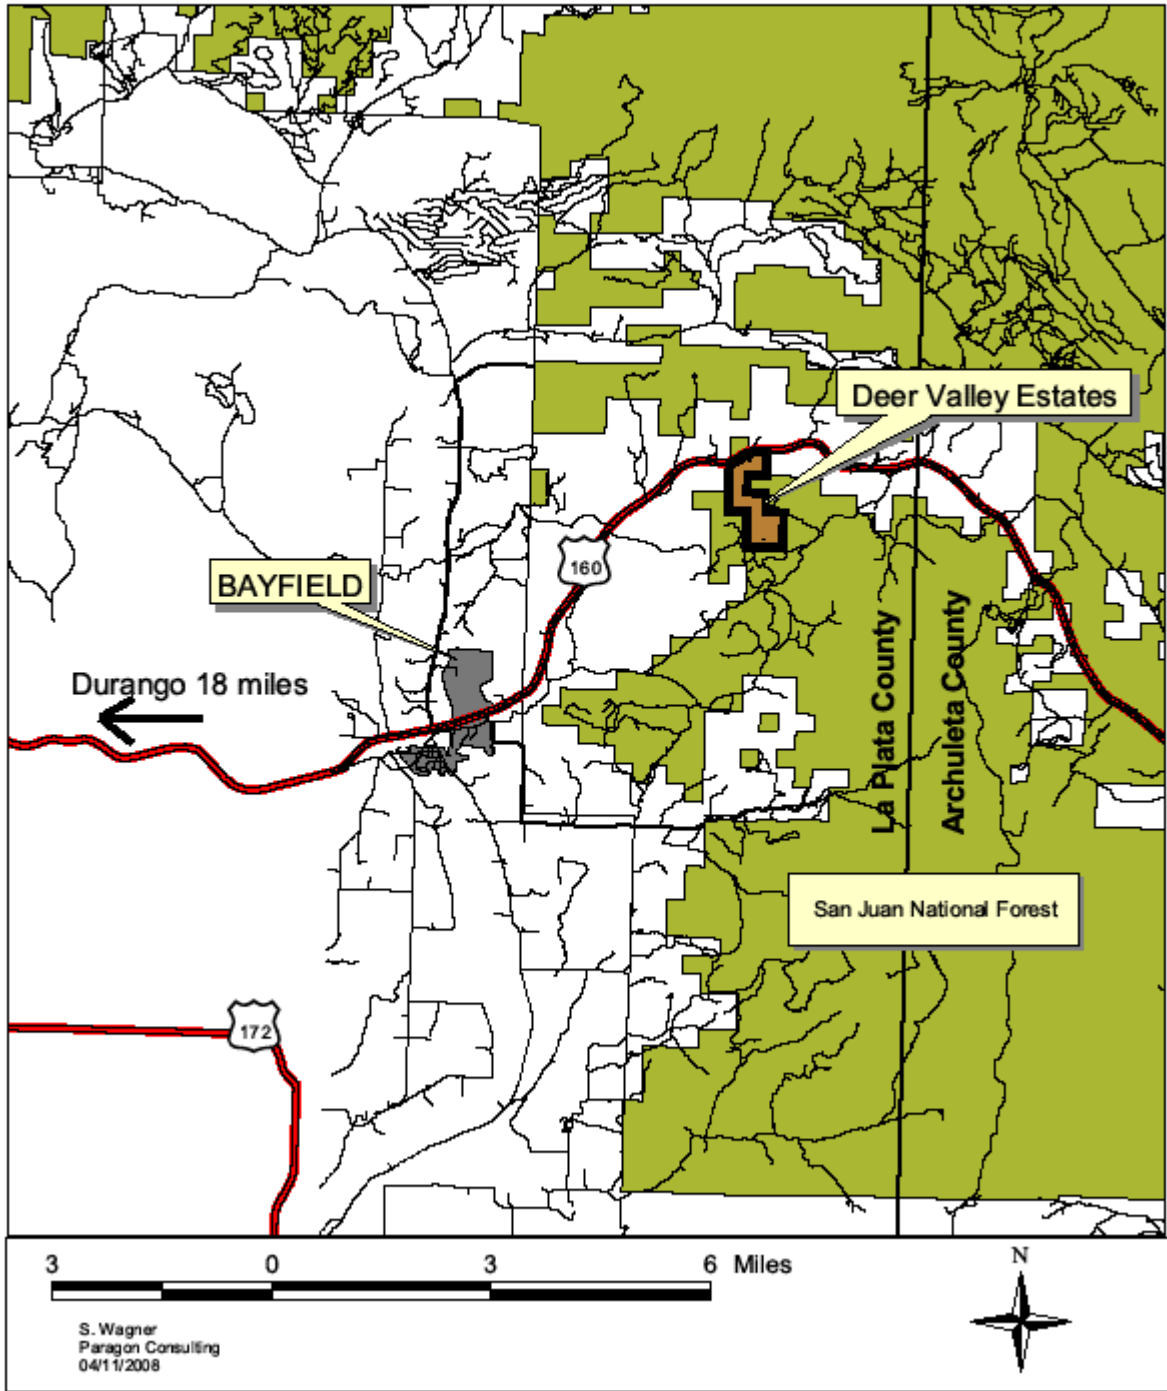 Deer Valley Estates
160
BAYFIELD
Durango 18 miles
La Plata County
Archuleta County
San Juan National Forest
172
3 0 3 6 Miles
N
S. Wagner
Paragon Consulting
04/11/2008